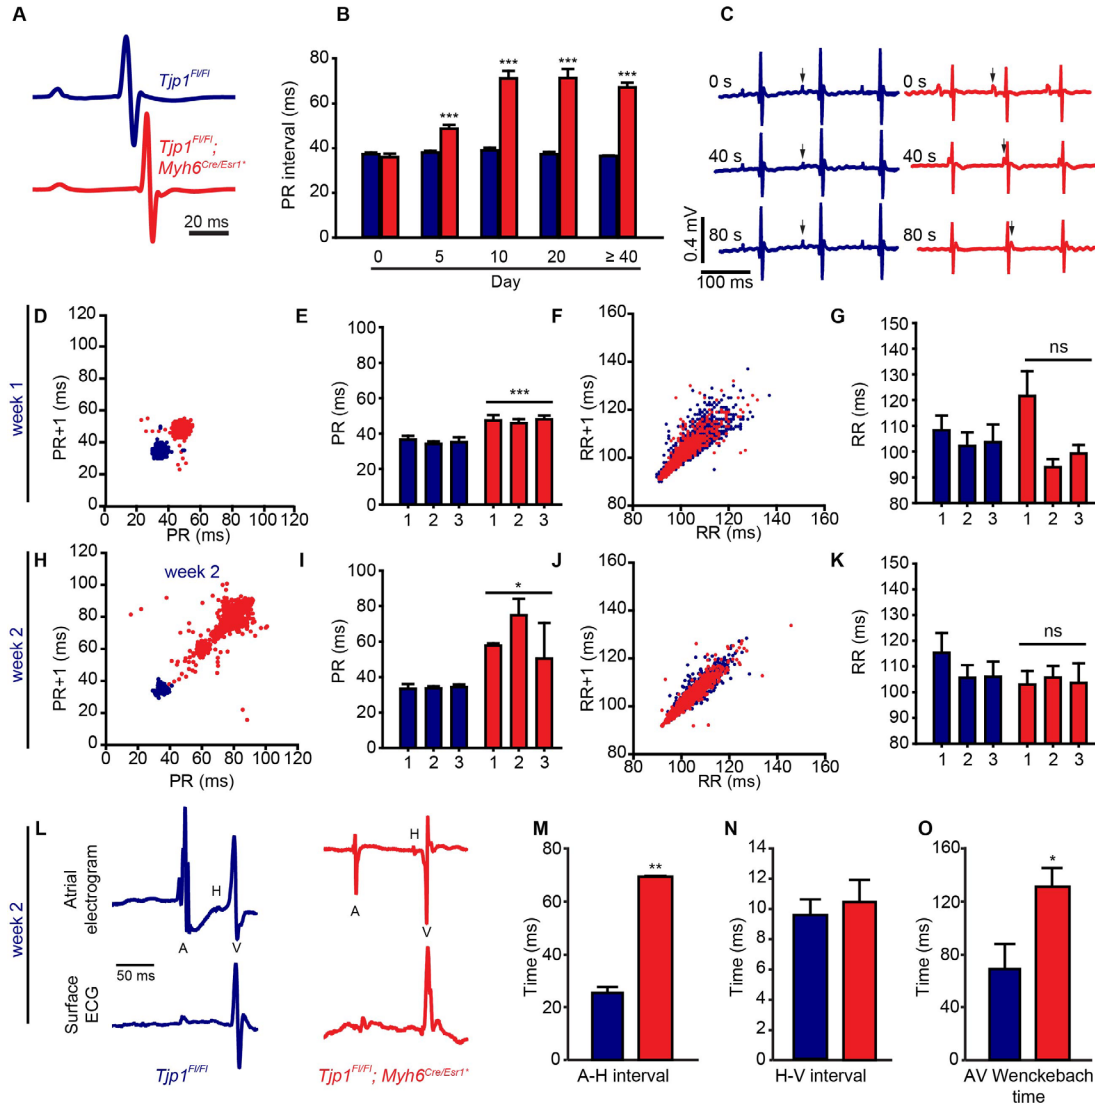 A
Tjp1Fl/Fl
Tjp1Fl/Fl;
Myh6Cre/Esr1*
20 ms
B
PR interval (ms)
80
60
40
20
0
***
***
***
***
0 5 10 20 ≥ 40
Day
C
0 s
40 s
80 s
0 s
40 s
80 s
0.4 mV
100 ms
week 1
D
PR+1 (ms)
120
100
80
60
40
20
0
0 20 40 60 80 100 120
PR (ms)
E
PR (ms)
100
80
60
40
20
0
***
1 2 3 1 2 3
F
RR+1 (ms)
160
140
120
100
80
80 100 120 140 160
RR (ms)
G
RR (ms)
150
140
130
120
110
100
90
80
ns
1 2 3 1 2 3
week 2
H
week 2
PR+1 (ms)
120
100
80
60
40
20
0
0 20 40 60 80 100 120
PR (ms)
I
PR (ms)
100
80
60
40
20
0
*
1 2 3 1 2 3
J
RR+1 (ms)
160
140
120
100
80
80 100 120 140 160
RR (ms)
K
RR (ms)
150
140
130
120
110
100
90
80
ns
1 2 3 1 2 3
week 2
L
Atrial
electrogram
H
A
V
H
A
V
50 ms
Surface
ECG
Tjp1Fl/Fl
Tjp1Fl/Fl; Myh6Cre/Esr1*
M
Time (ms)
80
60
40
20
0
**
A-H interval
N
Time (ms)
14
12
10
8
6
4
2
0
H-V interval
O
Time (ms)
160
120
80
40
0
*
AV Wenckebach
time